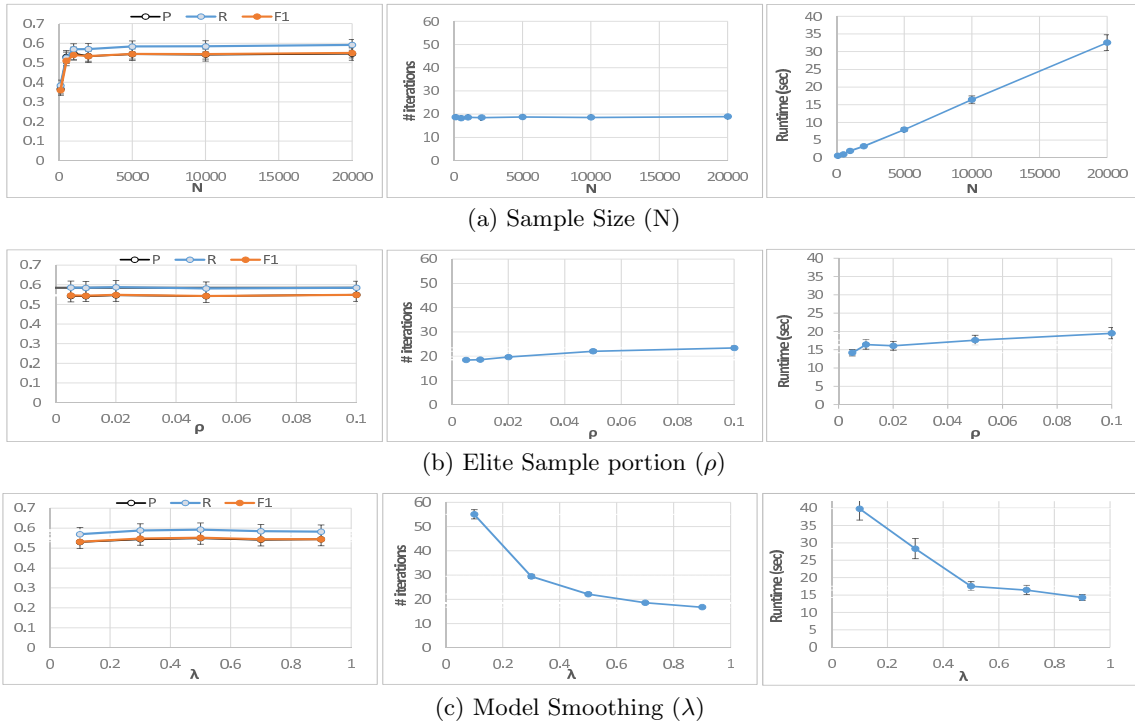 P R F1
0.7
0.6
0.5
0.4
0.3
0.2
0.1
0
0 5000 10000 15000 20000
N
# iterations
60
50
40
30
20
10
0
0 5000 10000 15000 20000
N
Runtime (sec)
40
35
30
25
20
15
10
5
0
0 5000 10000 15000 20000
N
(a) Sample Size (N)
P R F1
0.7
0.6
0.5
0.4
0.3
0.2
0.1
0
0 0.02 0.04 0.06 0.08 0.1
ρ
# iterations
60
50
40
30
20
10
0
0 0.02 0.04 0.06 0.08 0.1
ρ
Runtime (sec)
40
35
30
25
20
15
10
5
0
0 0.02 0.04 0.06 0.08 0.1
ρ
(b) Elite Sample portion (ρ)
P R F1
0.7
0.6
0.5
0.4
0.3
0.2
0.1
0
0 0.2 0.4 0.6 0.8 1
λ
# iterations
60
50
40
30
20
10
0
0 0.2 0.4 0.6 0.8 1
λ
Runtime (sec)
40
35
30
25
20
15
10
5
0
0 0.2 0.4 0.6 0.8 1
λ
(c) Model Smoothing (λ)